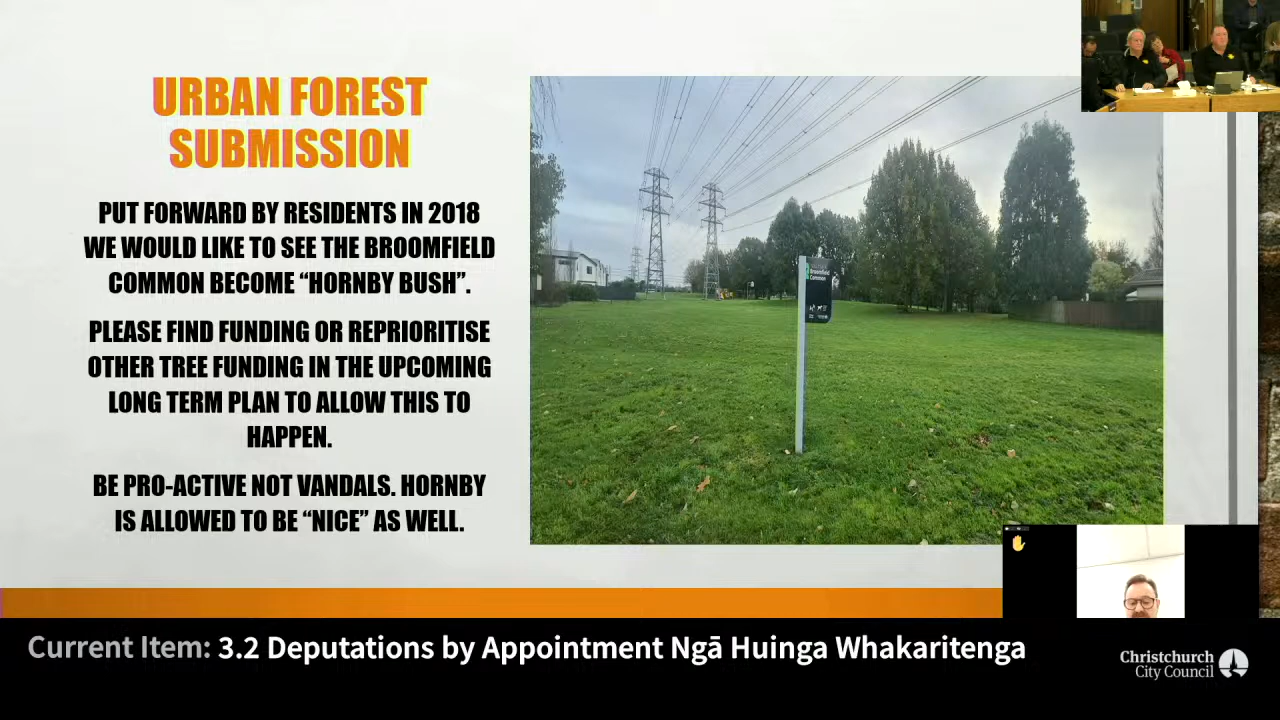 URBAN FOREST
SUBMISSION
PUT FORWARD BY RESIDENTS IN 2018
WE WOULD LIKE TO SEE THE BROOMFIELD
COMMON BECOME “HORNBY BUSH”.
PLEASE FIND FUNDING OR REPRIORITISE
OTHER TREE FUNDING IN THE UPCOMING
LONG TERM PLAN TO ALLOW THIS TO
HAPPEN.
BE PRO-ACTIVE NOT VANDALS. HORNBY
IS ALLOWED TO BE “NICE” AS WELL.
Broomfield
Common
Current Item: 3.2 Deputations by Appointment Ngā Huinga Whakaritenga
Christchurch
City Council